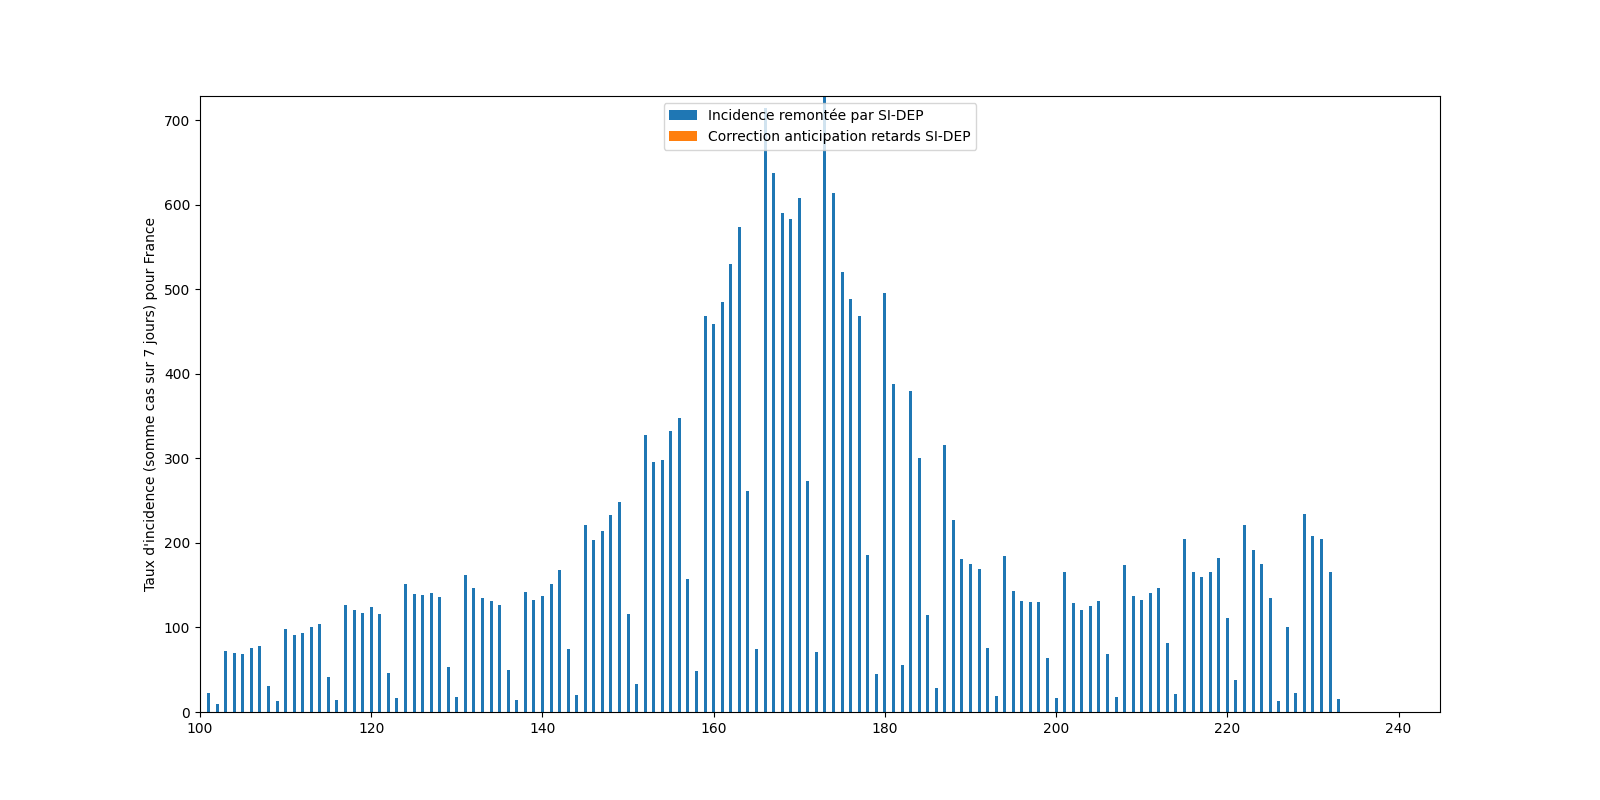 Incidence remontée par SI-DEP
Correction anticipation retards SI-DEP
Taux d'incidence (somme cas sur 7 jours) pour France
700
600
500
400
300
200
100
0
100 120 140 160 180 200 220 240